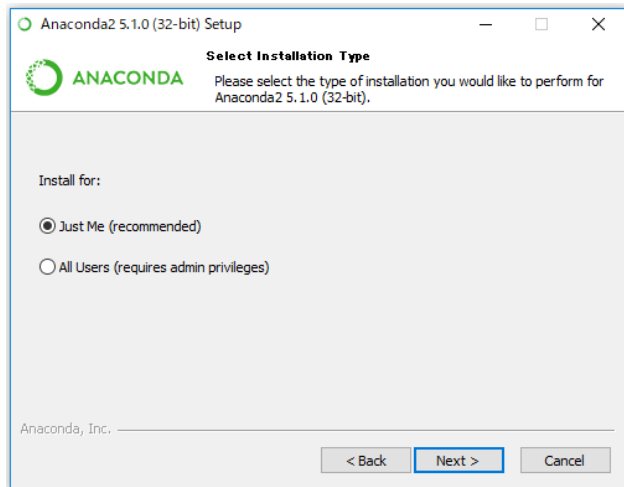 Anaconda2 5.1.0 (32-bit) Setup
ANACONDA
Select Installation Type
Please select the type of installation you would like to perform for
Anaconda2 5.1.0 (32-bit).
Install for:
Just Me (recommended)
All Users (requires admin privileges)
Anaconda, Inc.
< Back
Next >
Cancel